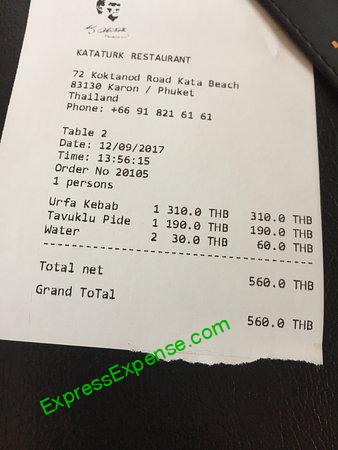 KATATURK RESTAURANT
72 Koktanod Road Kata Beach
83130 Karon / Phuket
Thailand
Phone: +66 91 821 61 61
Table 2
Date: 12/09/2017
Time: 13:56:15
Order No 20105
1 persons
Urfa Kebab 1 310.0 THB 310.0 THB
Tavuklu Pide 1 190.0 THB 190.0 THB
Water 2 30.0 THB 60.0 THB
--------------------------------
Total net 560.0 THB
Grand ToTal
560.0 THB
ExpressExpense.com